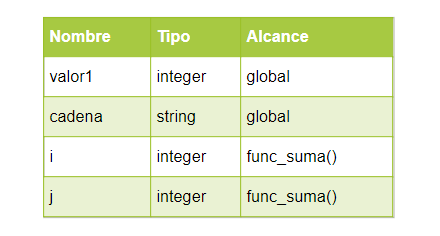 Nombre Tipo Alcance
valor1 integer global
cadena string global
i integer func_suma()
j integer func_suma()